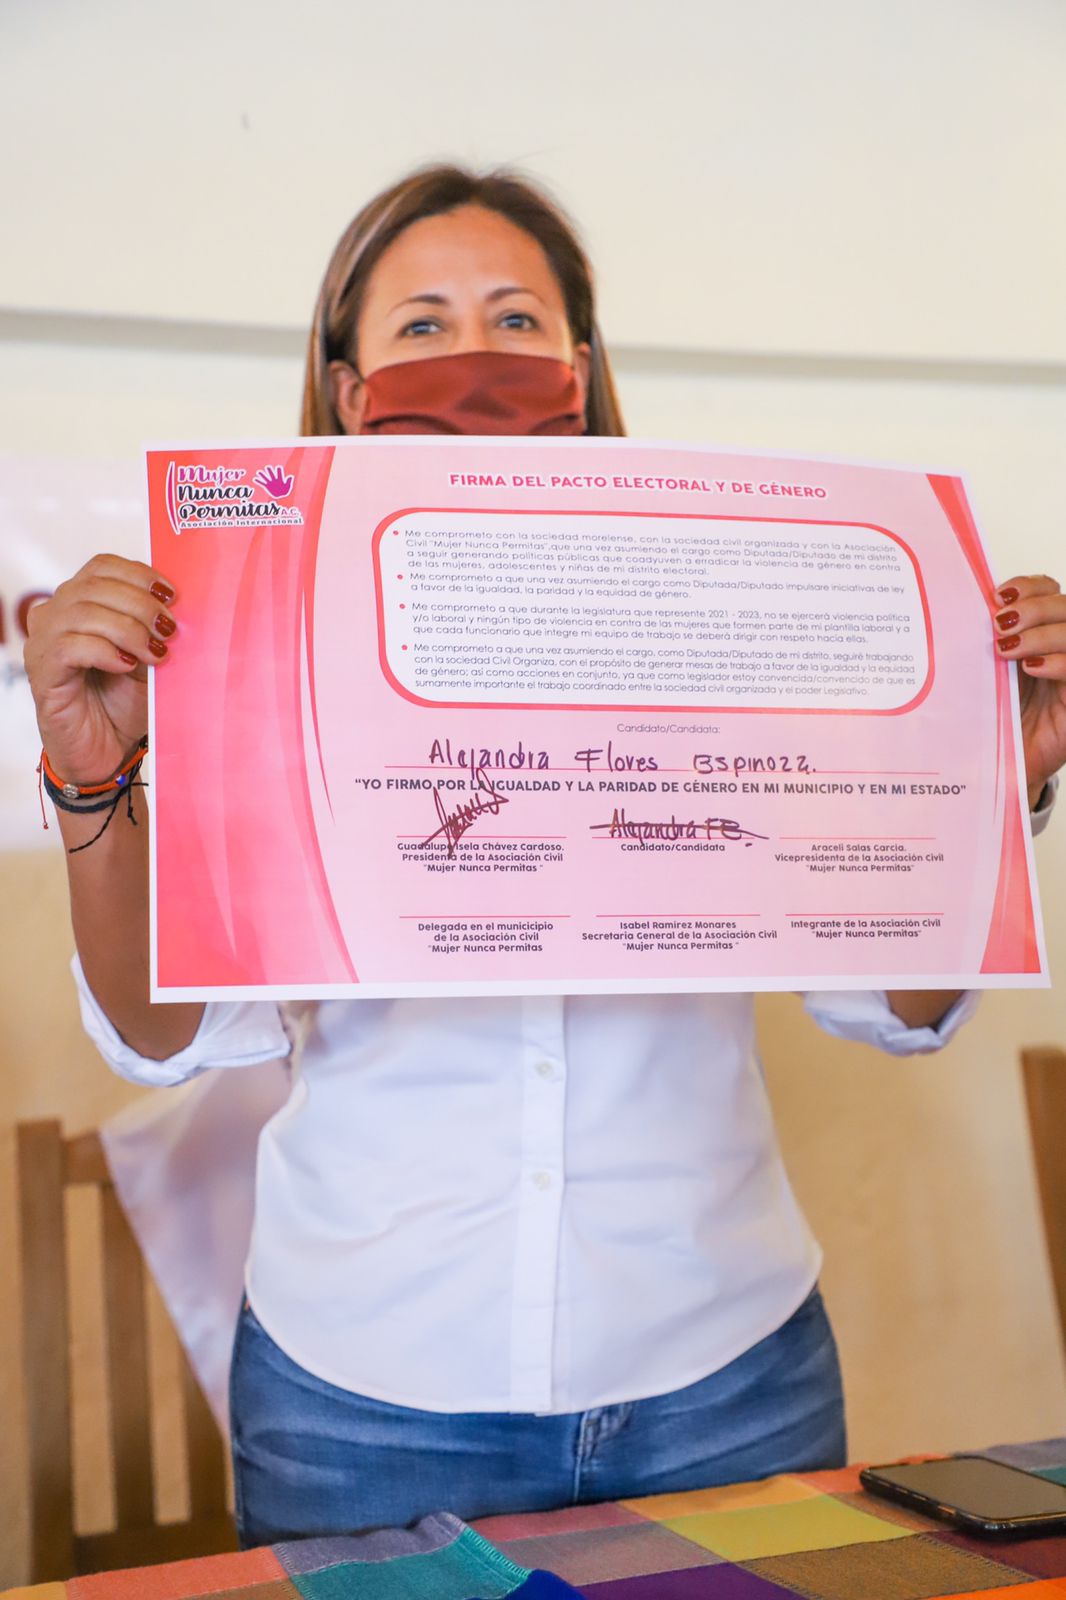 Mujer
Nunca
Permitas A.C.
Asociación Internacional
FIRMA DEL PACTO ELECTORAL Y DE GÉNERO
Me comprometo con la sociedad morelense, con la sociedad civil organizada y con la Asociación
Civil "Mujer Nunca Permitas",que una vez asumiendo el cargo como Diputada/Diputado de mi distrito
a seguir generando políticas públicas que coadyuven a erradicar la violencia de género en contra
de las mujeres, adolescentes y niñas de mi distrito electoral.
Me comprometo a que una vez asumiendo el cargo como Diputada/Diputado impulsare iniciativas de ley
a favor de la igualdad, la paridad y la equidad de género.
Me comprometo a que durante la legislatura que represente 2021 - 2023, no se ejercerá violencia política
y/o laboral y ningún tipo de violencia en contra de las mujeres que formen parte de mi plantilla laboral y a
que cada funcionario que integre mi equipo de trabajo se deberá dirigir con respeto hacia ellas.
Me comprometo a que una vez asumiendo el cargo, como Diputada/Diputado de mi distrito, seguiré trabajando
con la sociedad Civil Organiza, con el propósito de generar mesas de trabajo a favor de la igualdad y la equidad
de género; así como acciones en conjunto, ya que como legislador estoy convencida/convencido de que es
sumamente importante el trabajo coordinado entre la sociedad civil organizada y el poder Legislativo.
Candidato/Candidata:
Alejandra Flores Espinoza.
"YO FIRMO POR LA IGUALDAD Y LA PARIDAD DE GÉNERO EN MI MUNICIPIO Y EN MI ESTADO"
Alejandra FE.
Guadalupe Isela Chávez Cardoso.
Presidenta de la Asociación Civil
"Mujer Nunca Permitas "
Candidato/Candidata
Araceli Salas García.
Vicepresidenta de la Asociación Civil
"Mujer Nunca Permitas"
Delegada en el municicipio
de la Asociación Civil
"Mujer Nunca Permitas
Isabel Ramírez Monares
Secretaria General de la Asociación Civil
"Mujer Nunca Permitas "
Integrante de la Asociación Civil
"Mujer Nunca Permitas"